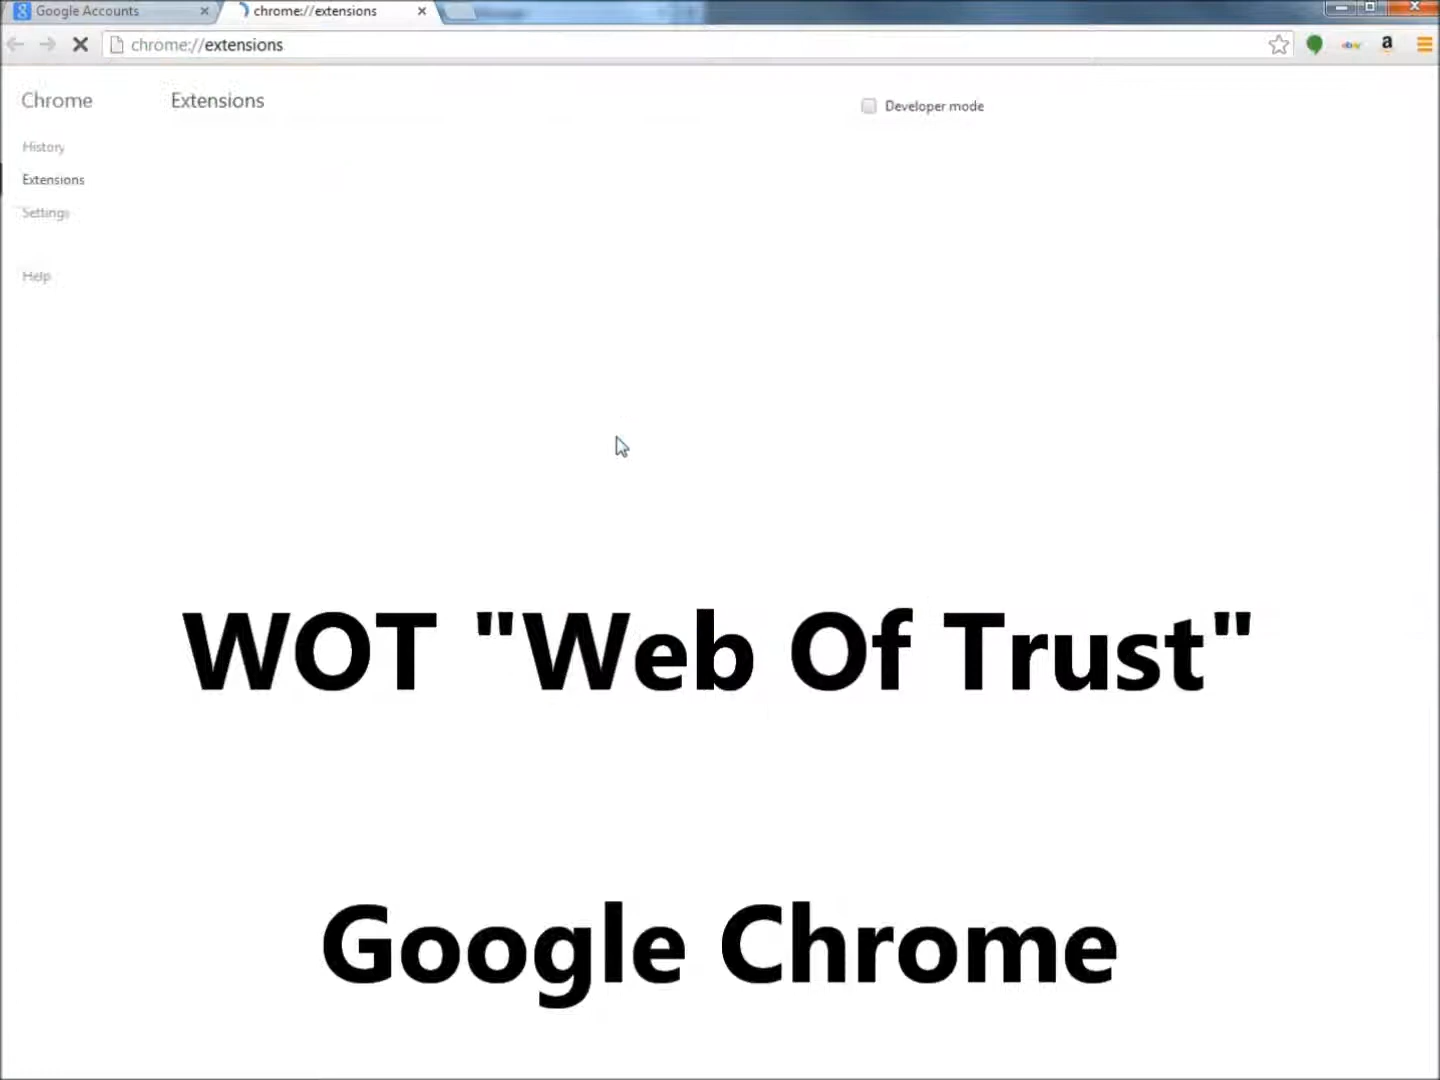 Google Accounts
chrome://extensions
chrome://extensions
ebay
a
Chrome
Extensions
Developer mode
History
Extensions
Settings
Help
WOT "Web Of Trust"
Google Chrome